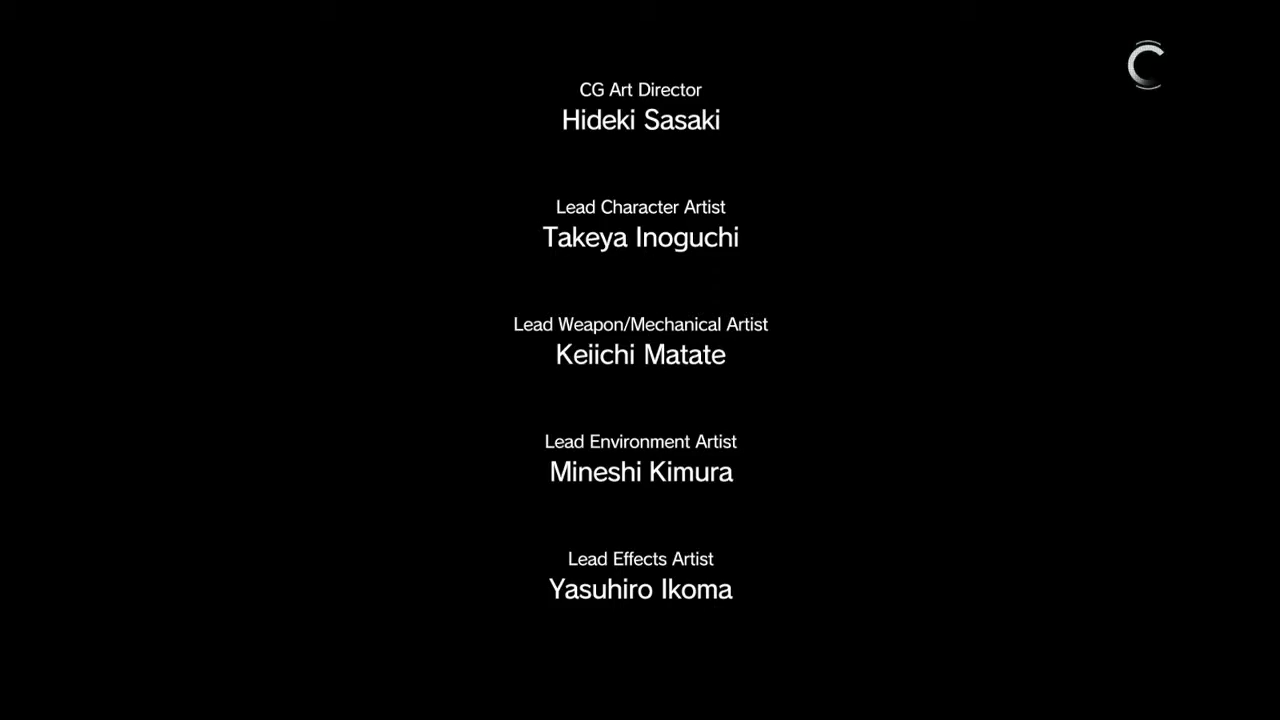 CG Art Director
Hideki Sasaki
Lead Character Artist
Takeya Inoguchi
Lead Weapon/Mechanical Artist
Keiichi Matate
Lead Environment Artist
Mineshi Kimura
Lead Effects Artist
Yasuhiro Ikoma